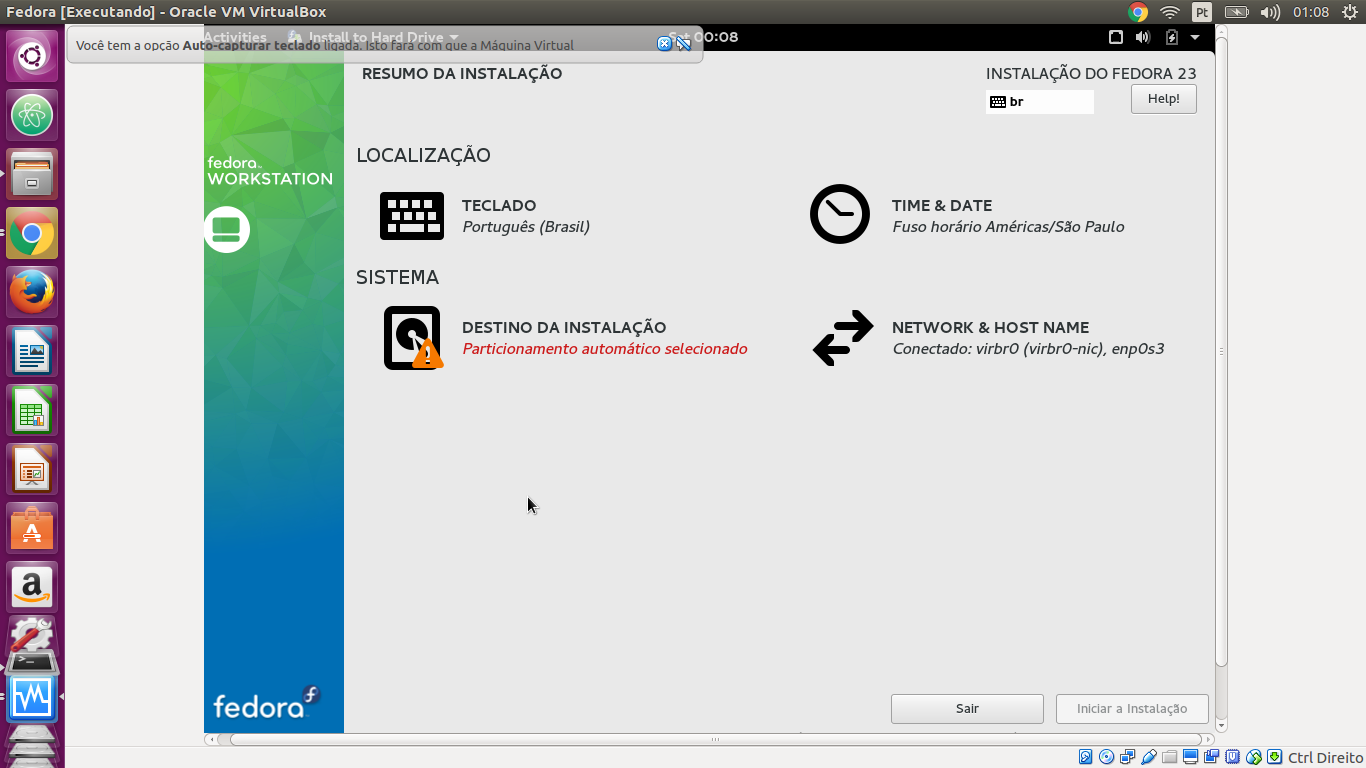 Fedora [Executando] - Oracle VM VirtualBox
Pt
01:08
Activities
Install to Hard Drive
00:08
Você tem a opção Auto-capturar teclado ligada. Isto fará com que a Máquina Virtual
RESUMO DA INSTALAÇÃO
INSTALAÇÃO DO FEDORA 23
br
Help!
fedora
WORKSTATION
LOCALIZAÇÃO
TECLADO
Português (Brasil)
TIME & DATE
Fuso horário Américas/São Paulo
SISTEMA
DESTINO DA INSTALAÇÃO
Particionamento automático selecionado
NETWORK & HOST NAME
Conectado: virbr0 (virbr0-nic), enp0s3
fedora
Sair
Iniciar a Instalação
Ctrl Direito